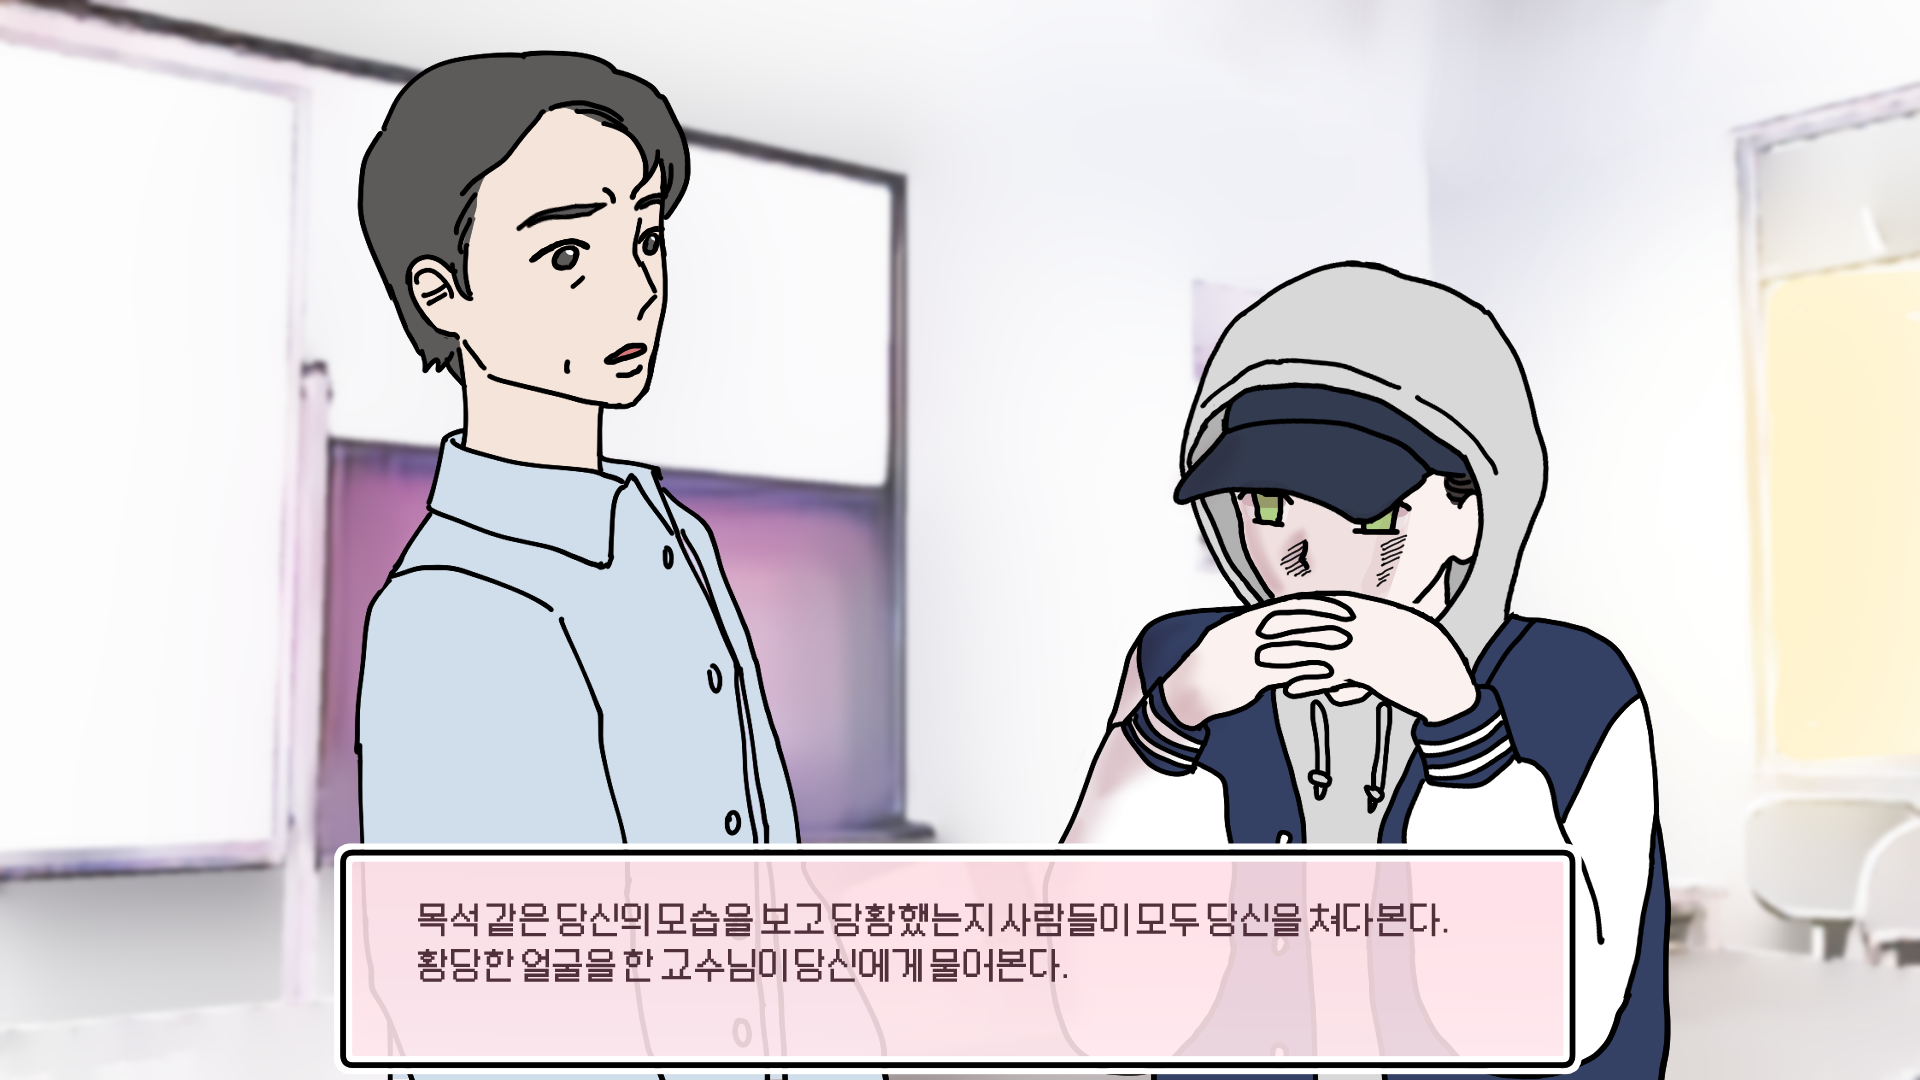 목석 같은 당신의 모습을 보고 당황했는지 사람들이 모두 당신을 쳐다본다.
황당한 얼굴을 한 교수님이 당신에게 물어본다.